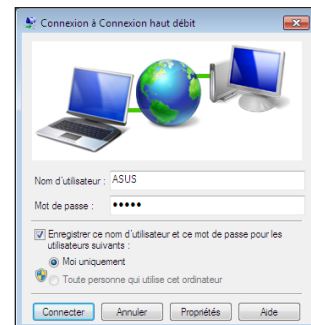 Connexion à Connexion haut débit
Nom d'utilisateur : ASUS
Mot de passe : •••••
Enregistrer ce nom d'utilisateur et ce mot de passe pour les
utilisateurs suivants :
Moi uniquement
Toute personne qui utilise cet ordinateur
Connecter Annuler Propriétés Aide